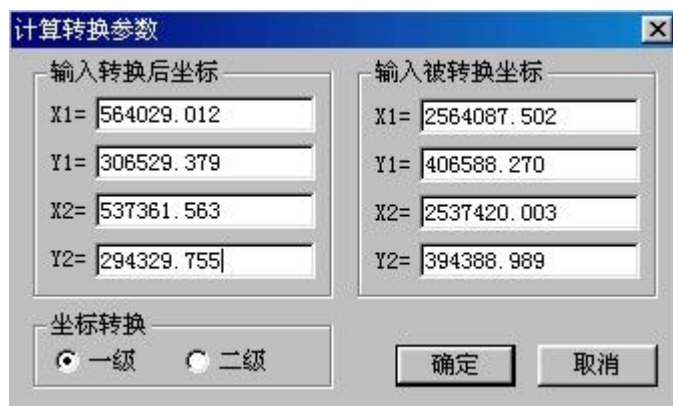 计算转换参数
输入转换后坐标
X1= 564029.012
Y1= 306529.379
X2= 537361.563
Y2= 294329.755
输入被转换坐标
X1= 2564087.502
Y1= 406588.270
X2= 2537420.003
Y2= 394388.989
坐标转换
一级 二级
确定 取消